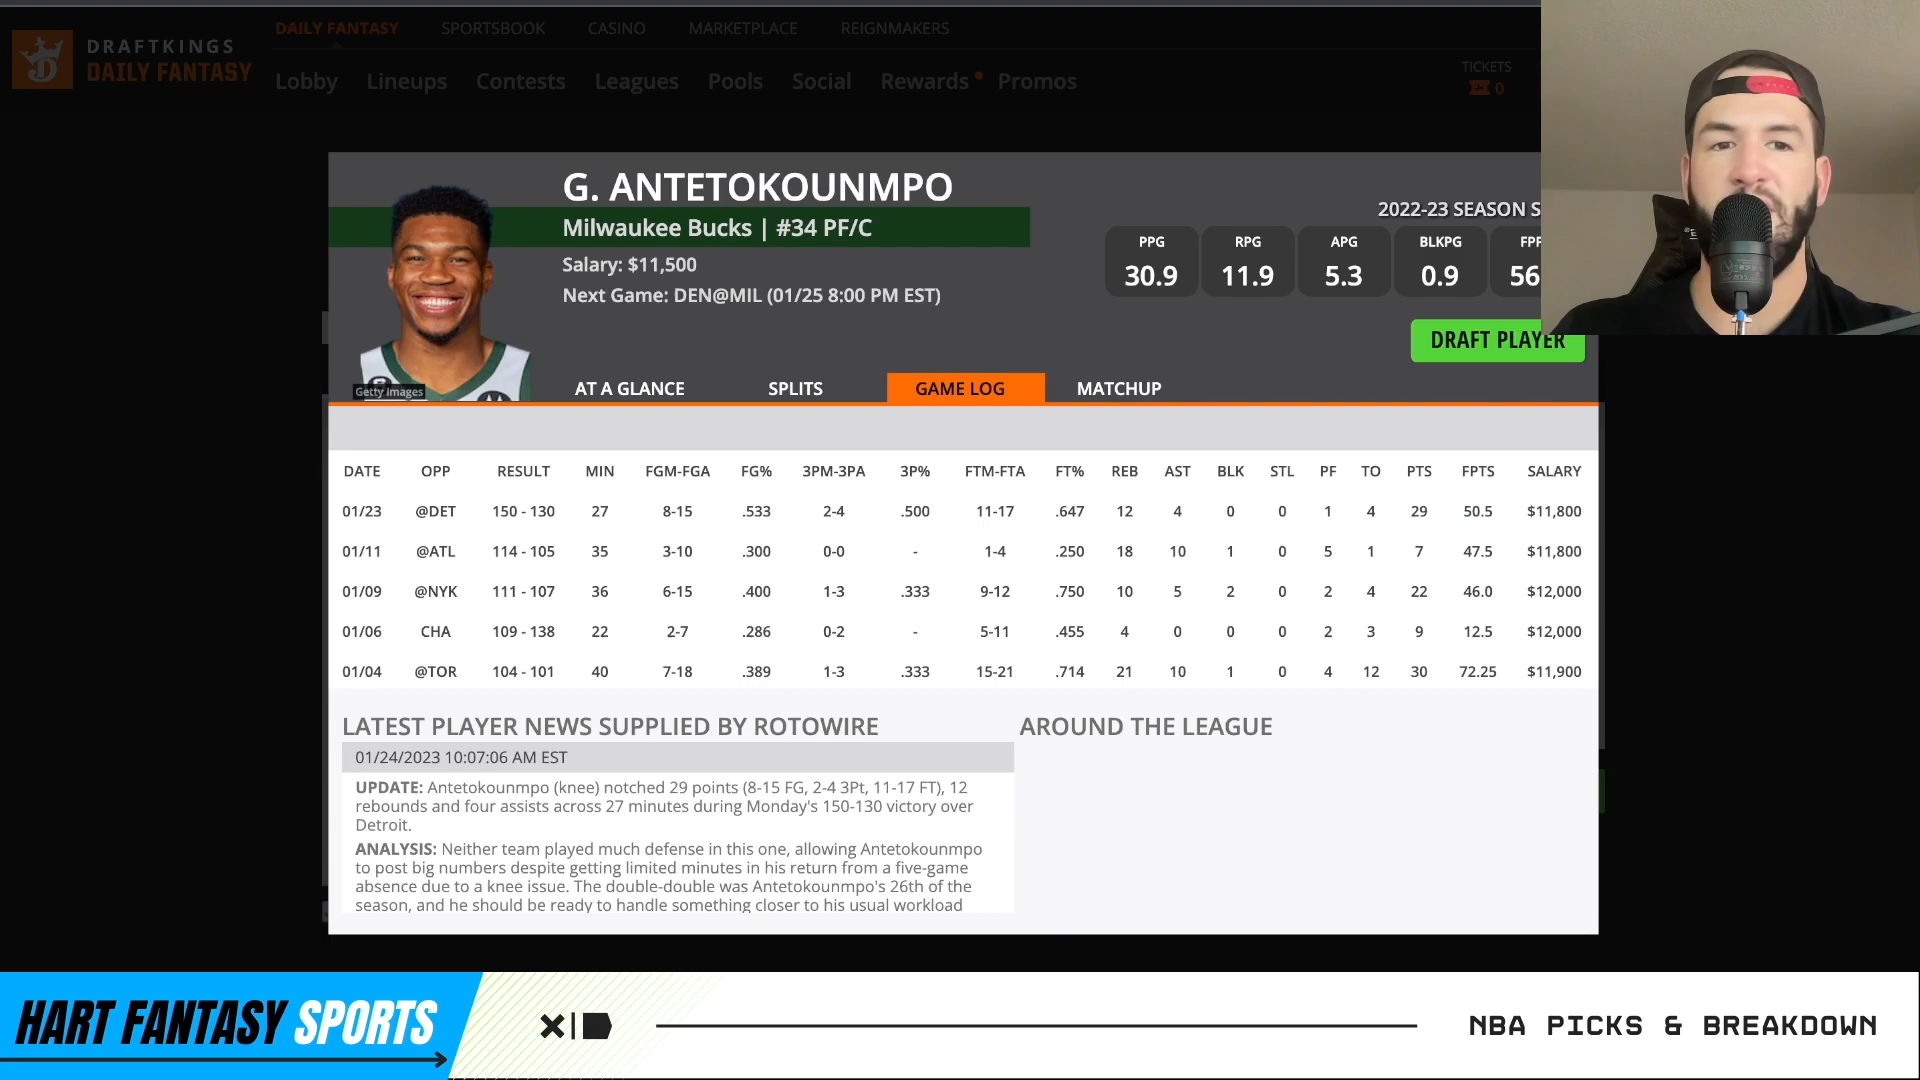 DAILY FANTASY SPORTSBOOK CASINO MARKETPLACE REIGNMAKERS
DRAFTKINGS
DAILY FANTASY
Lobby Lineups Contests Leagues Pools Social Rewards Promos
TICKETS
0
G. ANTETOKOUNMPO
Milwaukee Bucks | #34 PF/C
Salary: $11,500
Next Game: DEN@MIL (01/25 8:00 PM EST)
2022-23 SEASON S
PPG RPG APG BLKPG FPP
30.9 11.9 5.3 0.9 56
DRAFT PLAYER
Getty Images
AT A GLANCE SPLITS GAME LOG MATCHUP
DATE OPP RESULT MIN FGM-FGA FG% 3PM-3PA 3P% FTM-FTA FT% REB AST BLK STL PF TO PTS FPTS SALARY
01/23 @DET 150 - 130 27 8-15 .533 2-4 .500 11-17 .647 12 4 0 0 1 4 29 50.5 $11,800
01/11 @ATL 114 - 105 35 3-10 .300 0-0 - 1-4 .250 18 10 1 0 5 1 7 47.5 $11,800
01/09 @NYK 111 - 107 36 6-15 .400 1-3 .333 9-12 .750 10 5 2 0 2 4 22 46.0 $12,000
01/06 CHA 109 - 138 22 2-7 .286 0-2 - 5-11 .455 4 0 0 0 2 3 9 12.5 $12,000
01/04 @TOR 104 - 101 40 7-18 .389 1-3 .333 15-21 .714 21 10 1 0 4 12 30 72.25 $11,900
LATEST PLAYER NEWS SUPPLIED BY ROTOWIRE
AROUND THE LEAGUE
01/24/2023 10:07:06 AM EST
UPDATE: Antetokounmpo (knee) notched 29 points (8-15 FG, 2-4 3Pt, 11-17 FT), 12
rebounds and four assists across 27 minutes during Monday's 150-130 victory over
Detroit.
ANALYSIS: Neither team played much defense in this one, allowing Antetokounmpo
to post big numbers despite getting limited minutes in his return from a five-game
absence due to a knee issue. The double-double was Antetokounmpo's 26th of the
season, and he should be ready to handle something closer to his usual workload
HART FANTASY SPORTS
NBA PICKS & BREAKDOWN